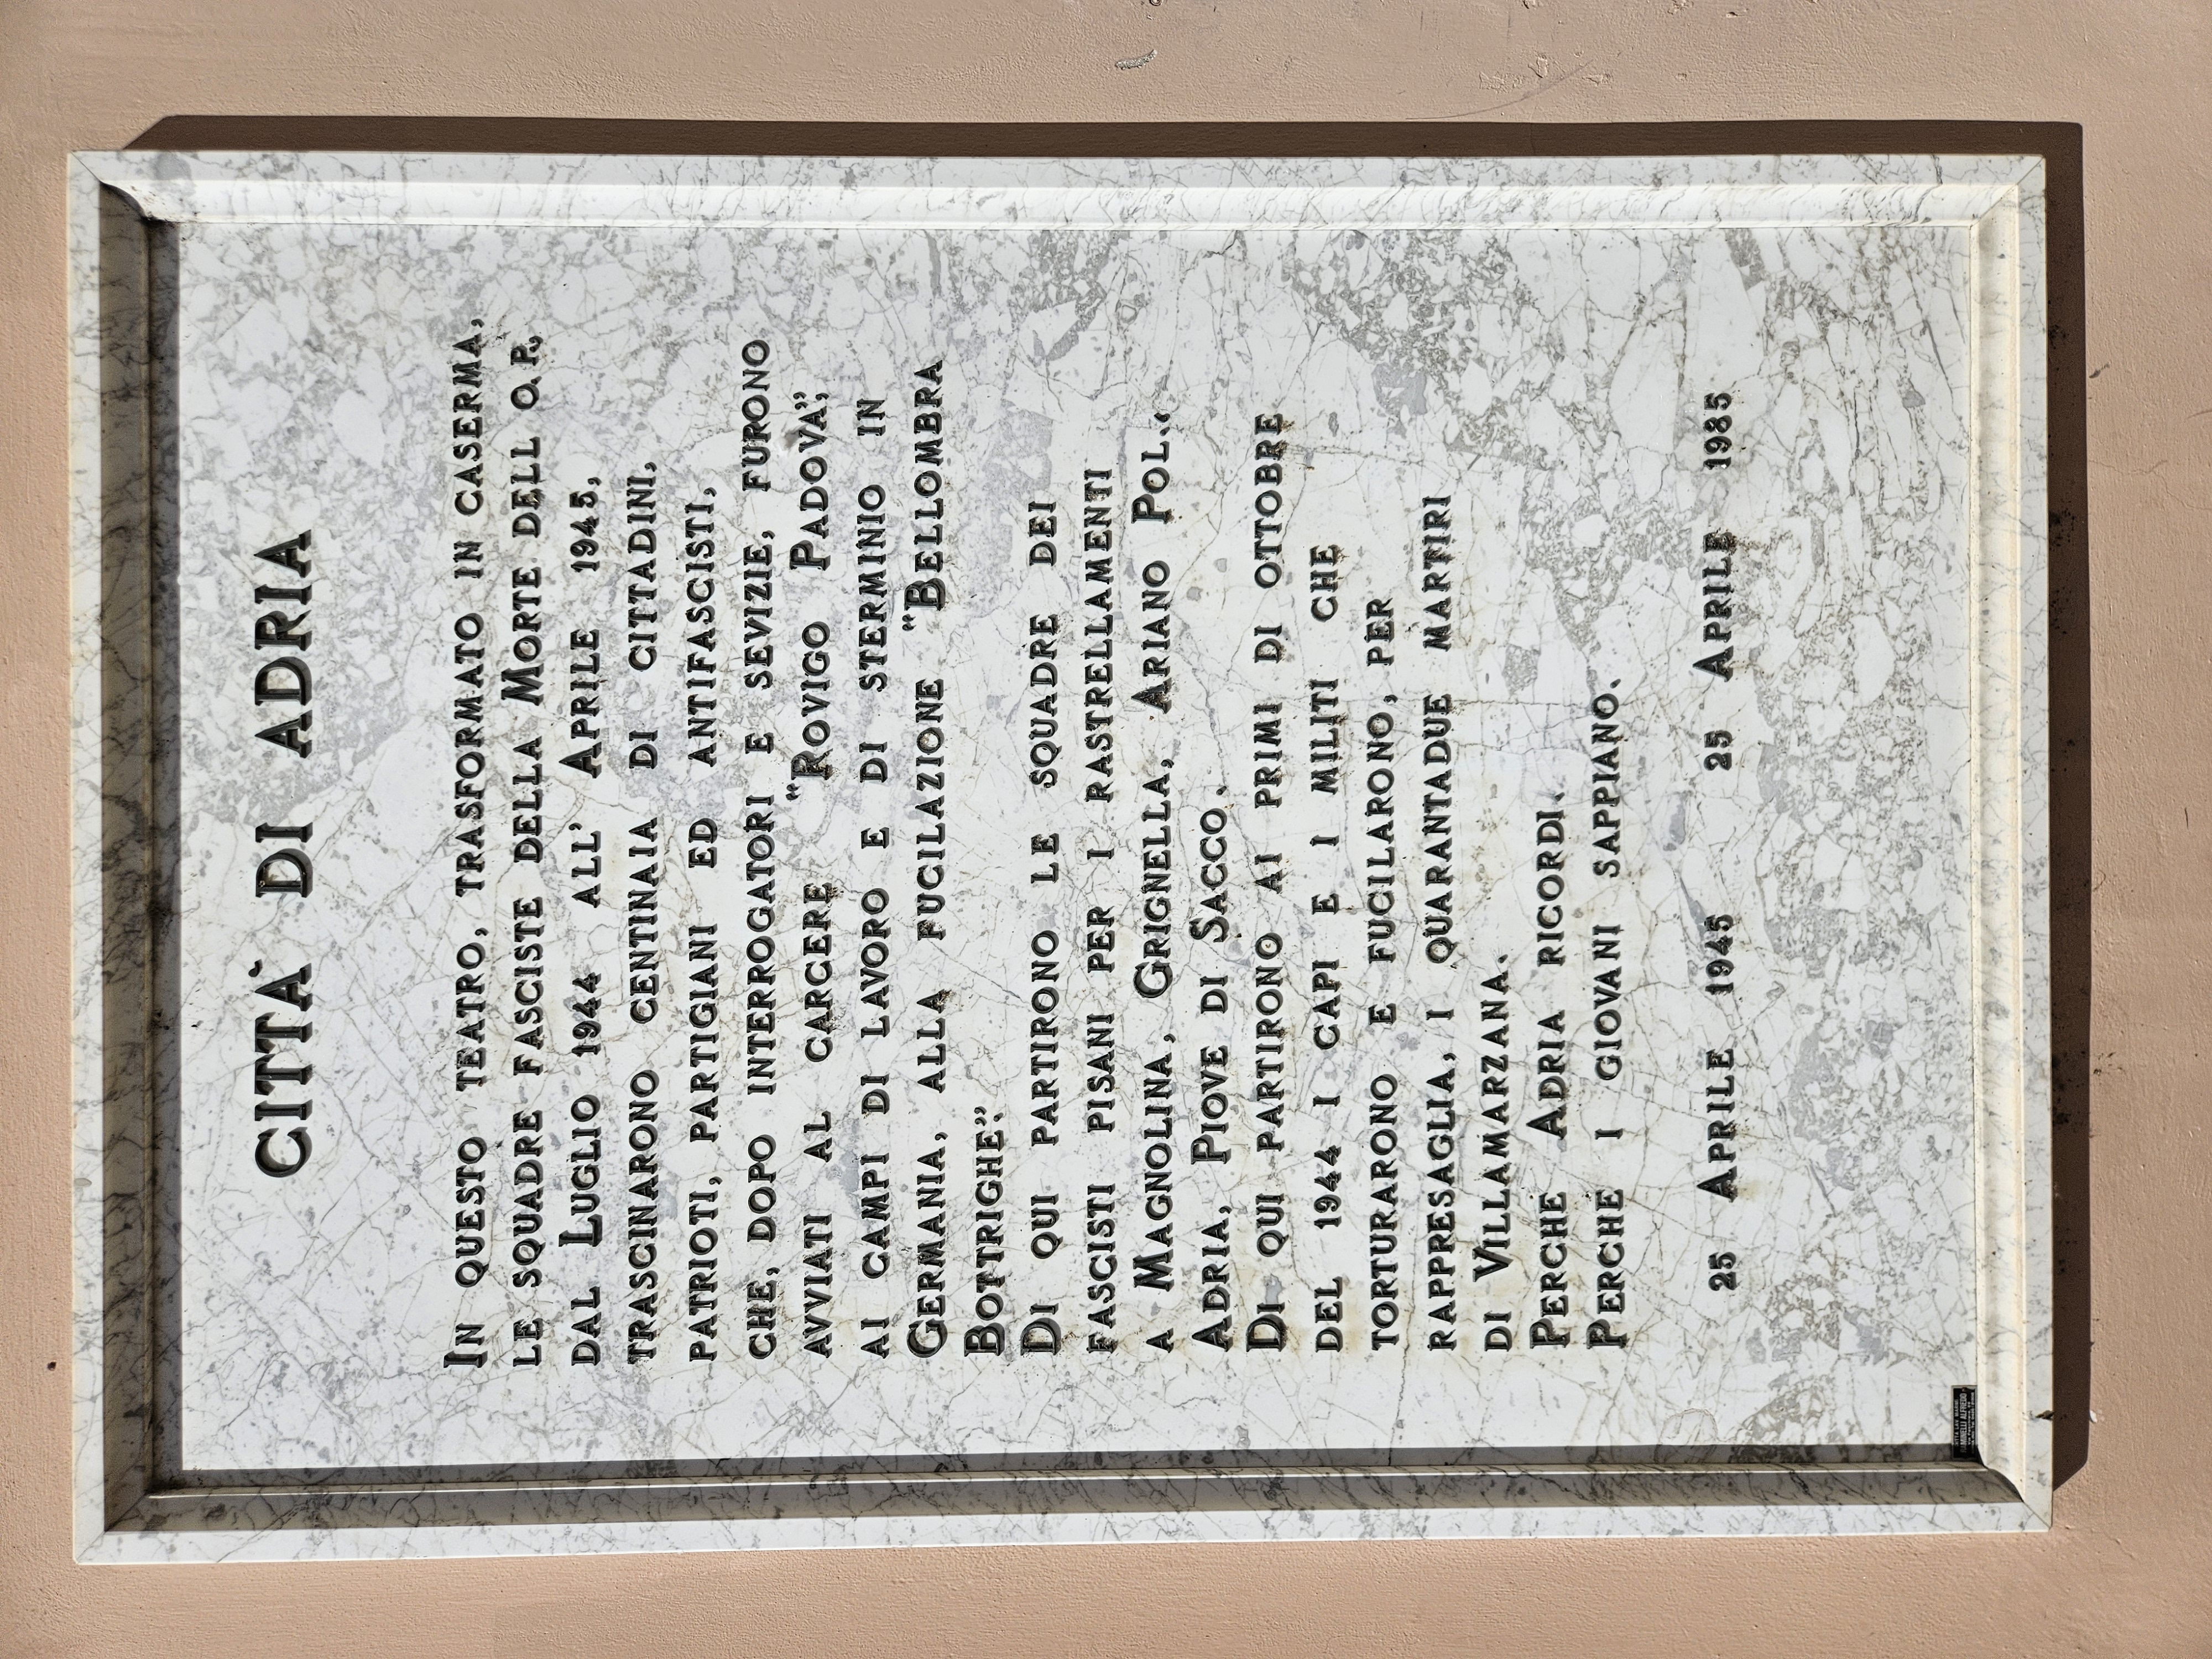 CITTÀ DI ADRIA
IN QUESTO TEATRO, TRASFORMATO IN CASERMA,
LE SQUADRE FASCISTE DELLA MORTE DELL O.P.,
DAL LUGLIO 1944 ALL' APRILE 1945,
TRASCINARONO CENTINAIA DI CITTADINI,
PATRIOTI, PARTIGIANI ED ANTIFASCISTI,
CHE, DOPO INTERROGATORI E SEVIZIE, FURONO
AVVIATI AL CARCERE "ROVIGO PADOVA",
AI CAMPI DI LAVORO E DI STERMINIO IN
GERMANIA, ALLA FUCILAZIONE "BELLOMBRA
BOTTRIGHE".
DI QUI PARTIRONO LE SQUADRE DEI
FASCISTI PISANI PER I RASTRELLAMENTI
A MAGNOLINA, GRIGNELLA, ARIANO POL..
ADRIA, PIOVE DI SACCO.
DI QUI PARTIRONO AI PRIMI DI OTTOBRE
DEL 1944 I CAPI E I MILITI CHE
TORTURARONO E FUCILARONO, PER
RAPPRESAGLIA, I QUARANTADUE MARTIRI
DI VILLAMARZANA.
PERCHE ADRIA RICORDI.
PERCHE I GIOVANI SAPPIANO.
25 APRILE 1945 25 APRILE 1985